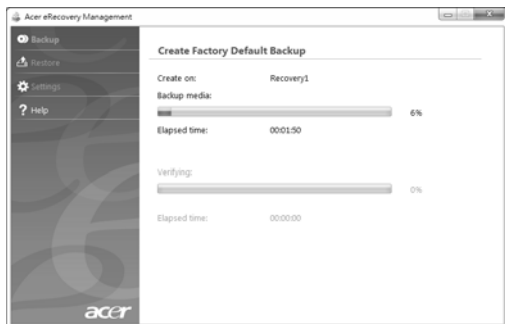 Acer eRecovery Management
Backup
Restore
Settings
? Help
Create Factory Default Backup
Create on: Recovery1
Backup media:
6%
Elapsed time: 00:01:50
Verifying:
0%
Elapsed time: 00:00:00
acer